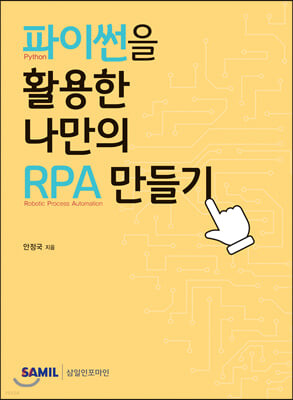 파이썬을
Python
활용한
나만의
RPA 만들기
Robotic Process Automation
안정국 지음
SAMIL 삼일인포마인